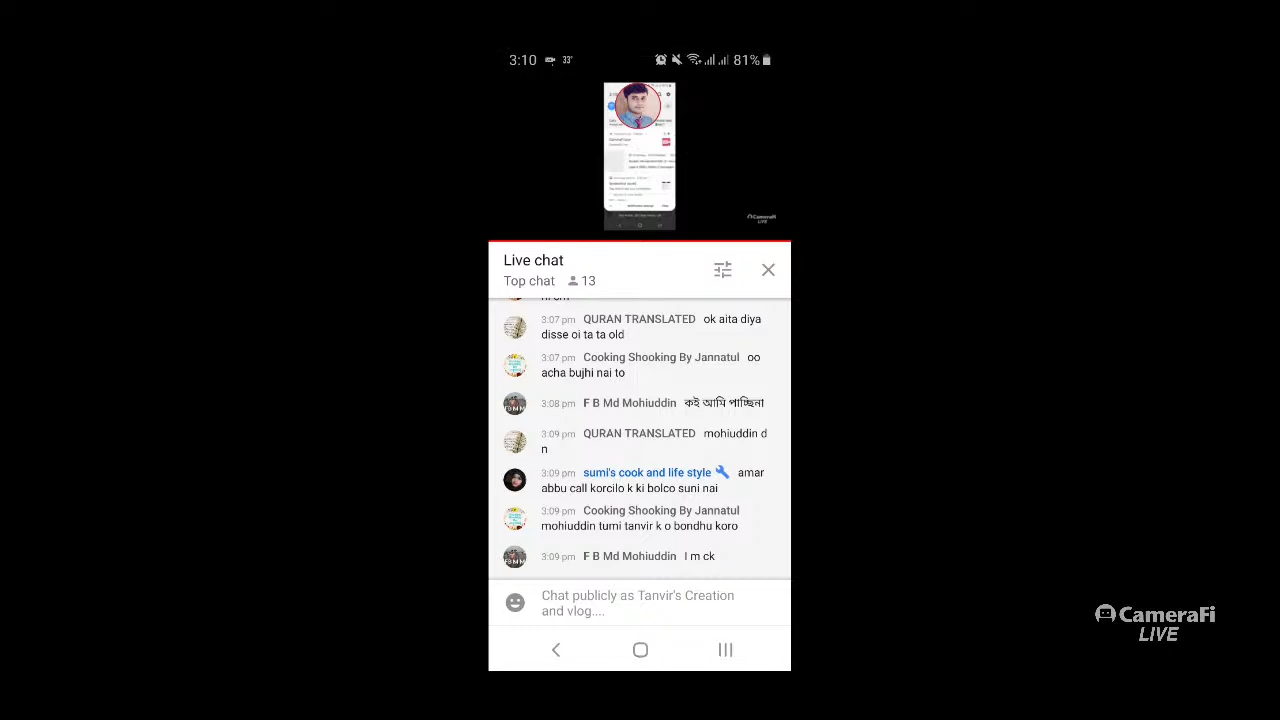 3:10 33° 81%
CameraFi
LIVE
Live chat
Top chat 13
3:07 pm QURAN TRANSLATED ok aita diya
disse oi ta ta old
3:07 pm Cooking Shooking By Jannatul oo
acha bujhi nai to
3:08 pm F B Md Mohiuddin কই আমি পাচ্ছিনা
3:09 pm QURAN TRANSLATED mohiuddin d
n
3:09 pm sumi's cook and life style amar
abbu call korcilo k ki bolco suni nai
3:09 pm Cooking Shooking By Jannatul
mohiuddin tumi tanvir k o bondhu koro
3:09 pm F B Md Mohiuddin I m ck
Chat publicly as Tanvir's Creation
and vlog....
CameraFi
LIVE